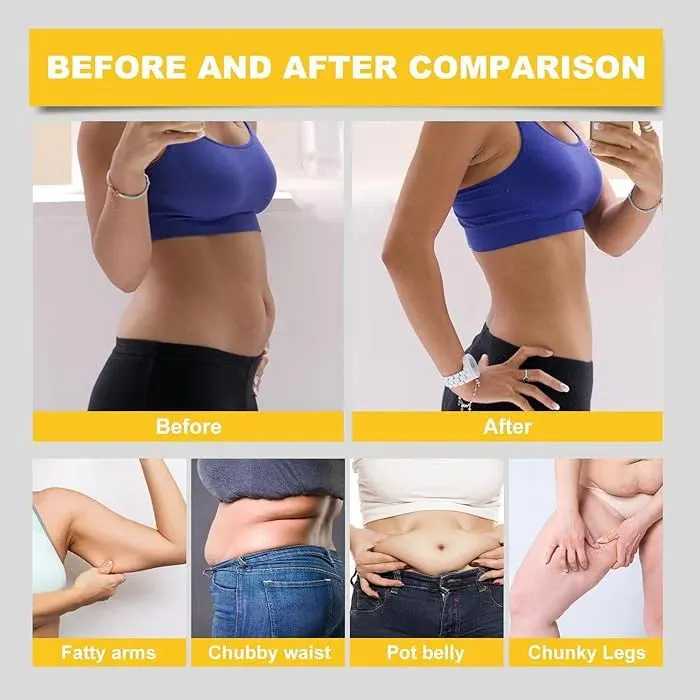 BEFORE AND AFTER COMPARISON
Before
After
Fatty arms
Chubby waist
Pot belly
Chunky Legs